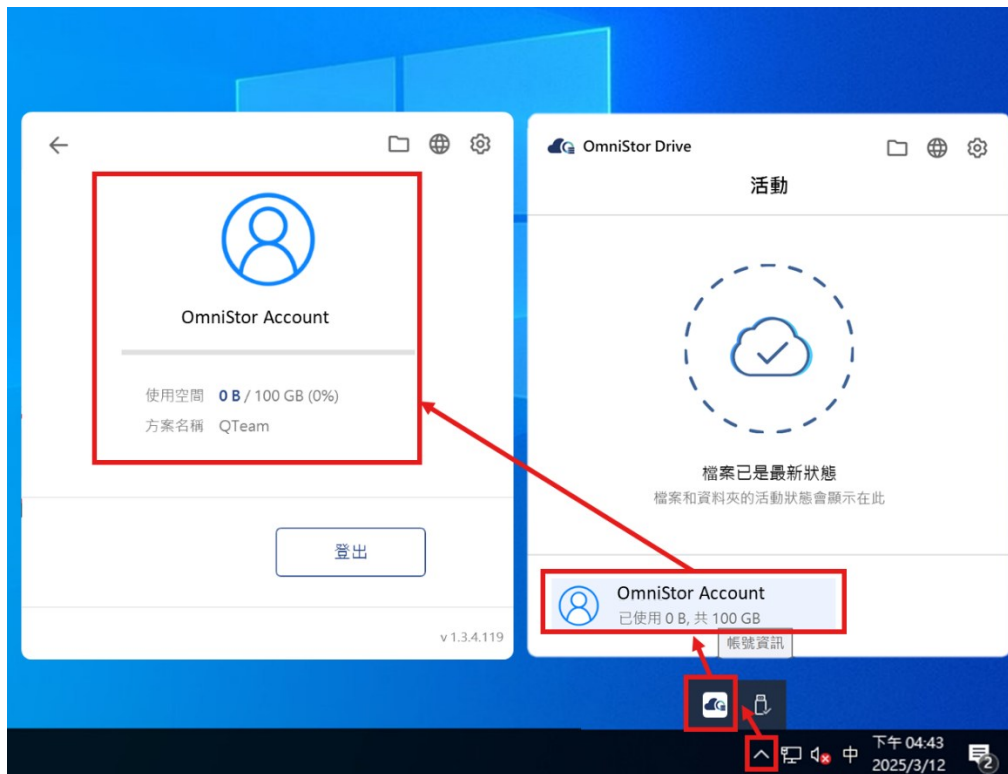 OmniStor Account
使用空間 0 B / 100 GB (0%)
方案名稱 QTeam
登出
v 1.3.4.119
OmniStor Drive
活動
檔案已是最新狀態
檔案和資料夾的活動狀態會顯示在此
OmniStor Account
已使用 0 B, 共 100 GB
帳號資訊
中
下午 04:43
2025/3/12
2